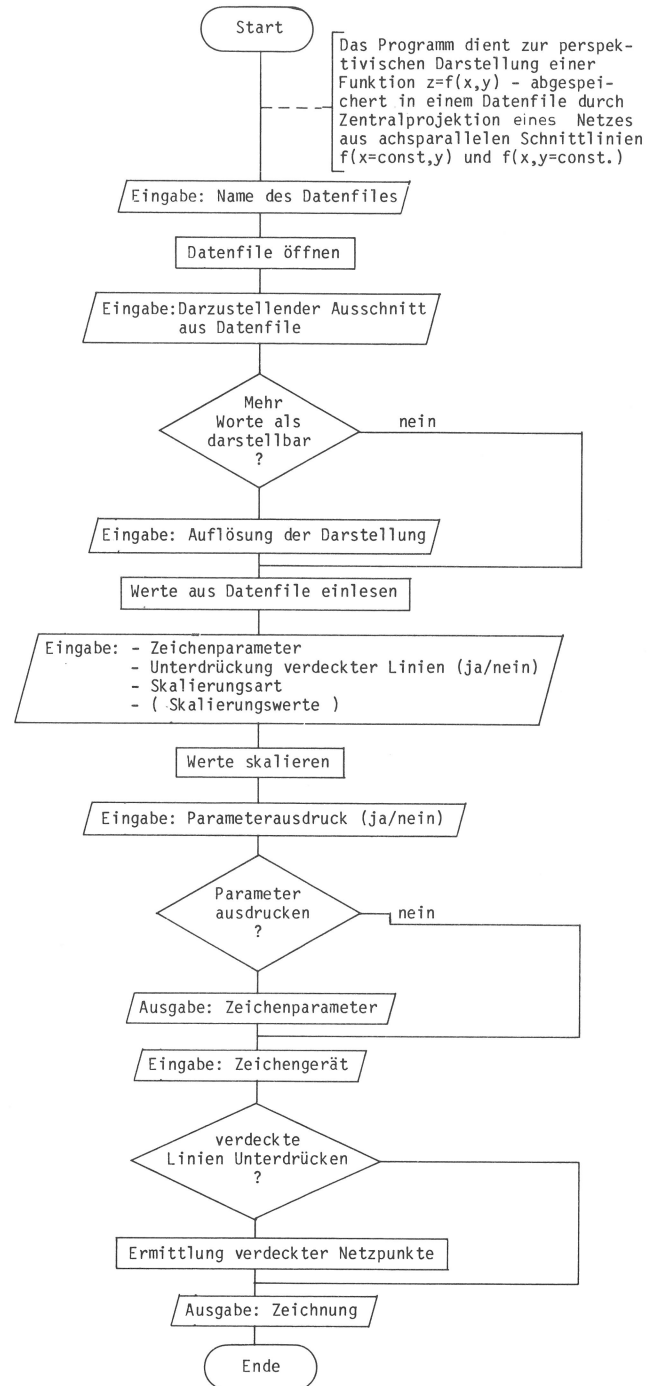 Start
Das Programm dient zur perspek-
tivischen Darstellung einer
Funktion z=f(x,y) - abgespei-
chert in einem Datenfile durch
Zentralprojektion eines Netzes
aus achsparallelen Schnittlinien
f(x=const,y) und f(x,y=const.)
Eingabe: Name des Datenfiles
Datenfile öffnen
Eingabe:Darzustellender Ausschnitt
aus Datenfile
Mehr
Worte als
darstellbar
?
nein
Eingabe: Auflösung der Darstellung
Werte aus Datenfile einlesen
Eingabe: - Zeichenparameter
- Unterdrückung verdeckter Linien (ja/nein)
- Skalierungsart
- ( Skalierungswerte )
Werte skalieren
Eingabe: Parameterausdruck (ja/nein)
Parameter
ausdrucken
?
nein
Ausgabe: Zeichenparameter
Eingabe: Zeichengerät
verdeckte
Linien Unterdrücken
?
Ermittlung verdeckter Netzpunkte
Ausgabe: Zeichnung
Ende